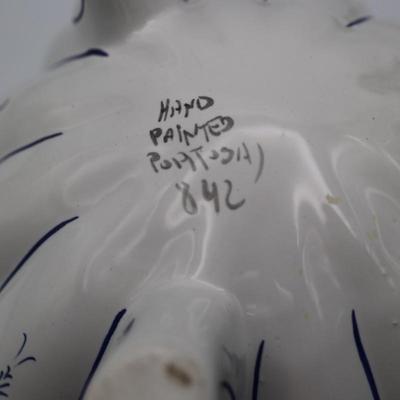 HAND
PAINTED
PORTUGAL
842